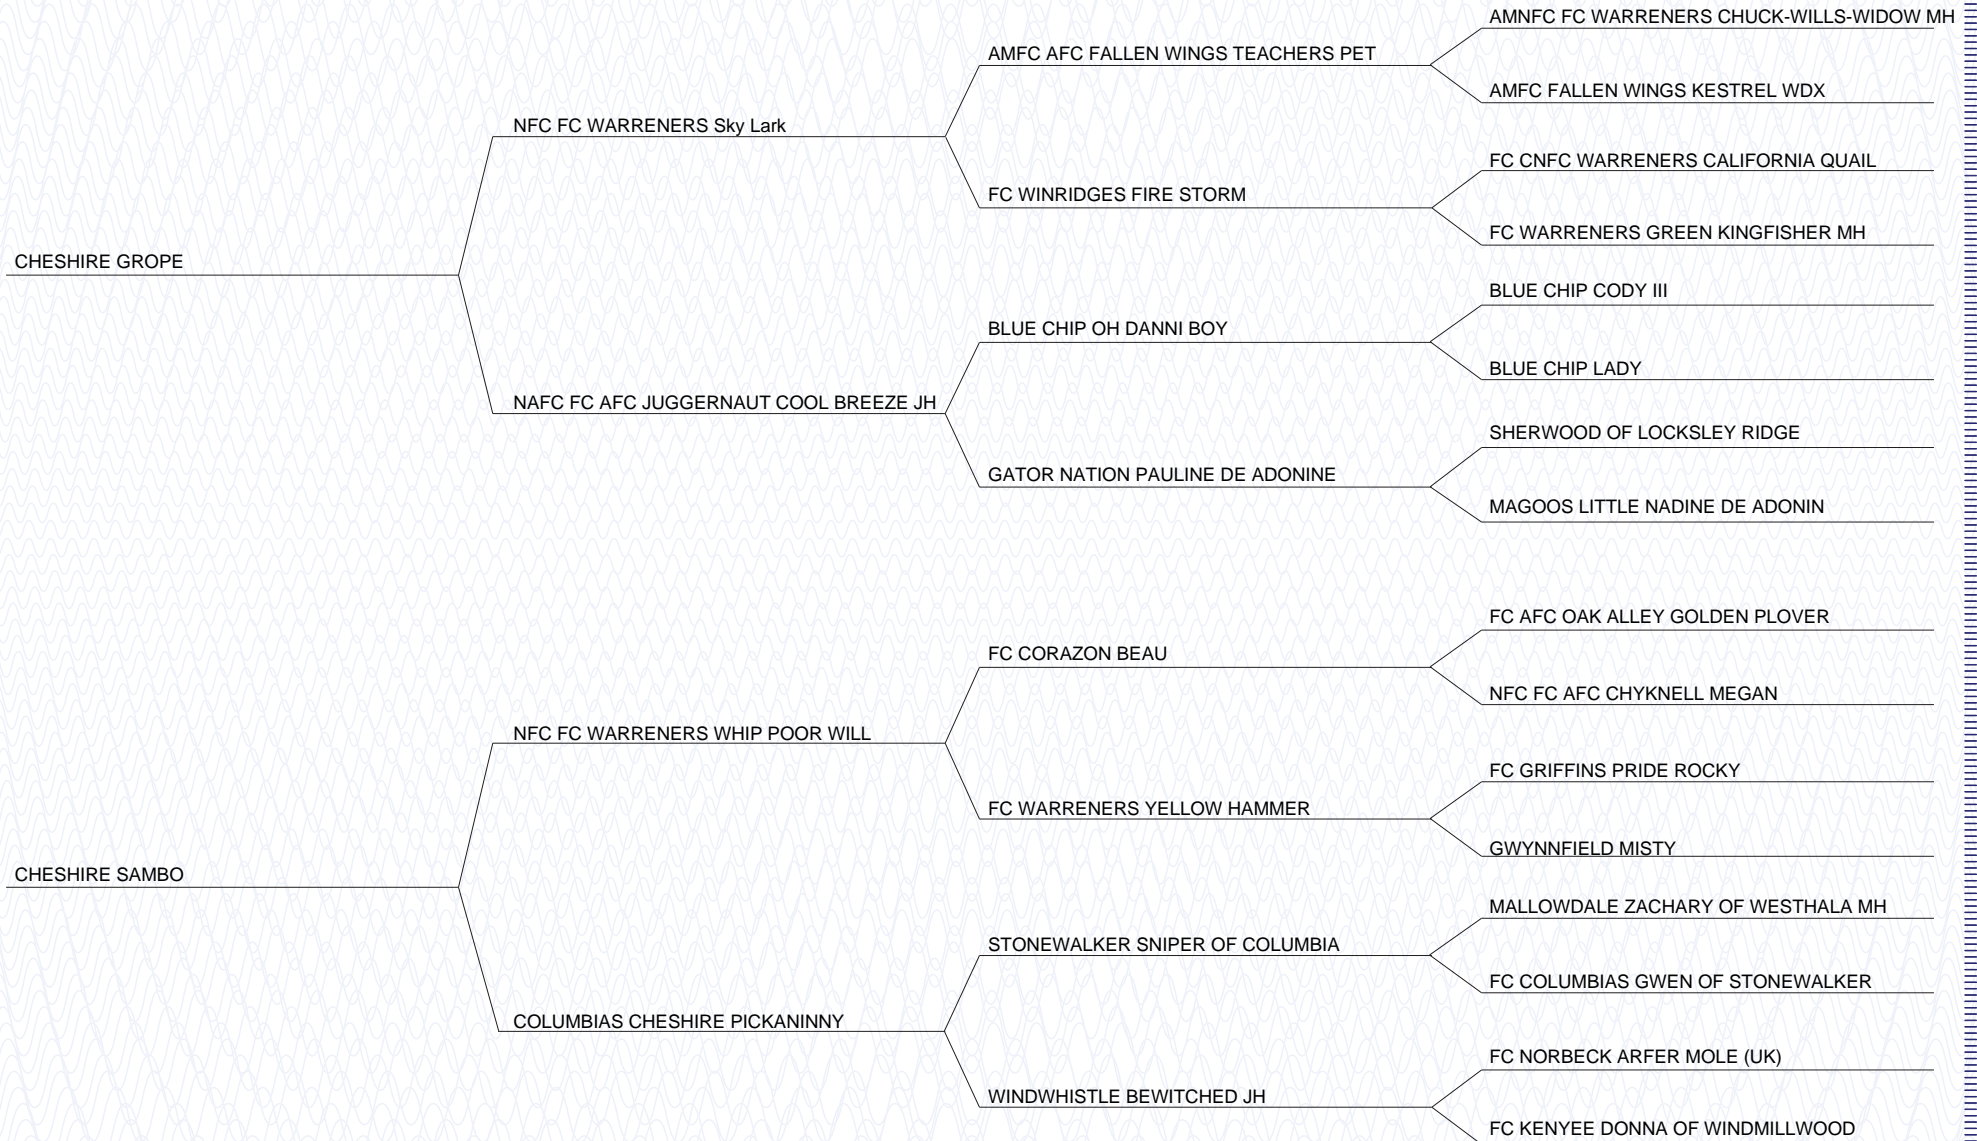 AMNFC FC WARRENERS CHUCK-WILLS-WIDOW MH
AMFC AFC FALLEN WINGS TEACHERS PET
AMFC FALLEN WINGS KESTREL WDX
NFC FC WARRENERS Sky Lark
FC CNFC WARRENERS CALIFORNIA QUAIL
FC WINRIDGES FIRE STORM
FC WARRENERS GREEN KINGFISHER MH
CHESHIRE GROPE
BLUE CHIP CODY III
BLUE CHIP OH DANNI BOY
BLUE CHIP LADY
NAFC FC AFC JUGGERNAUT COOL BREEZE JH
SHERWOOD OF LOCKSLEY RIDGE
GATOR NATION PAULINE DE ADONINE
MAGOOS LITTLE NADINE DE ADONIN
FC AFC OAK ALLEY GOLDEN PLOVER
FC CORAZON BEAU
NFC FC AFC CHYKNELL MEGAN
NFC FC WARRENERS WHIP POOR WILL
FC GRIFFINS PRIDE ROCKY
FC WARRENERS YELLOW HAMMER
GWYNNFIELD MISTY
CHESHIRE SAMBO
MALLOWDALE ZACHARY OF WESTHALA MH
STONEWALKER SNIPER OF COLUMBIA
FC COLUMBIAS GWEN OF STONEWALKER
COLUMBIAS CHESHIRE PICKANINNY
FC NORBECK ARFER MOLE (UK)
WINDWHISTLE BEWITCHED JH
FC KENYEE DONNA OF WINDMILLWOOD